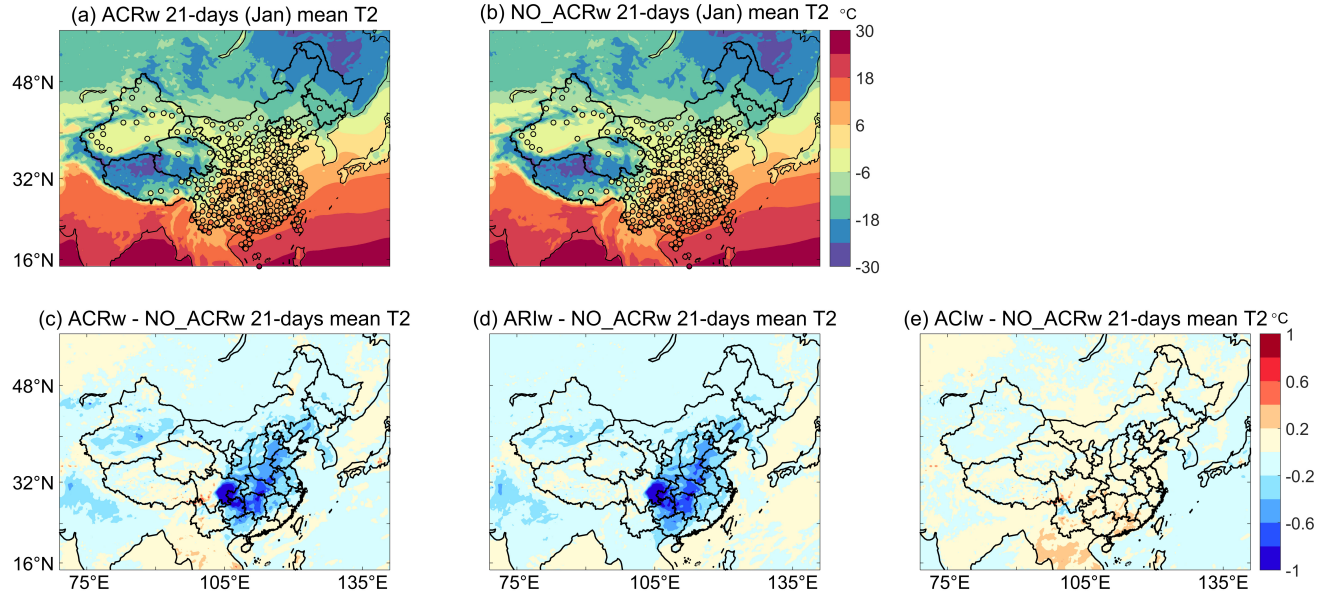 (a) ACRw 21-days (Jan) mean T2
(b) NO_ACRw 21-days (Jan) mean T2 °C
48°N
32°N
16°N
30
18
6
-6
-18
-30
(c) ACRw - NO_ACRw 21-days mean T2
(d) ARIw - NO_ACRw 21-days mean T2
(e) ACIw - NO_ACRw 21-days mean T2 °C
48°N
32°N
16°N
75°E
105°E
135°E
75°E
105°E
135°E
75°E
105°E
135°E
1
0.6
0.2
-0.2
-0.6
-1